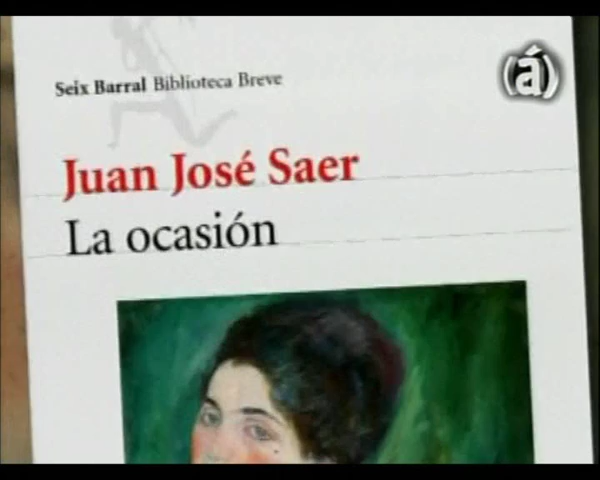 Seix Barral Biblioteca Breve
(á)
Juan José Saer
La ocasión